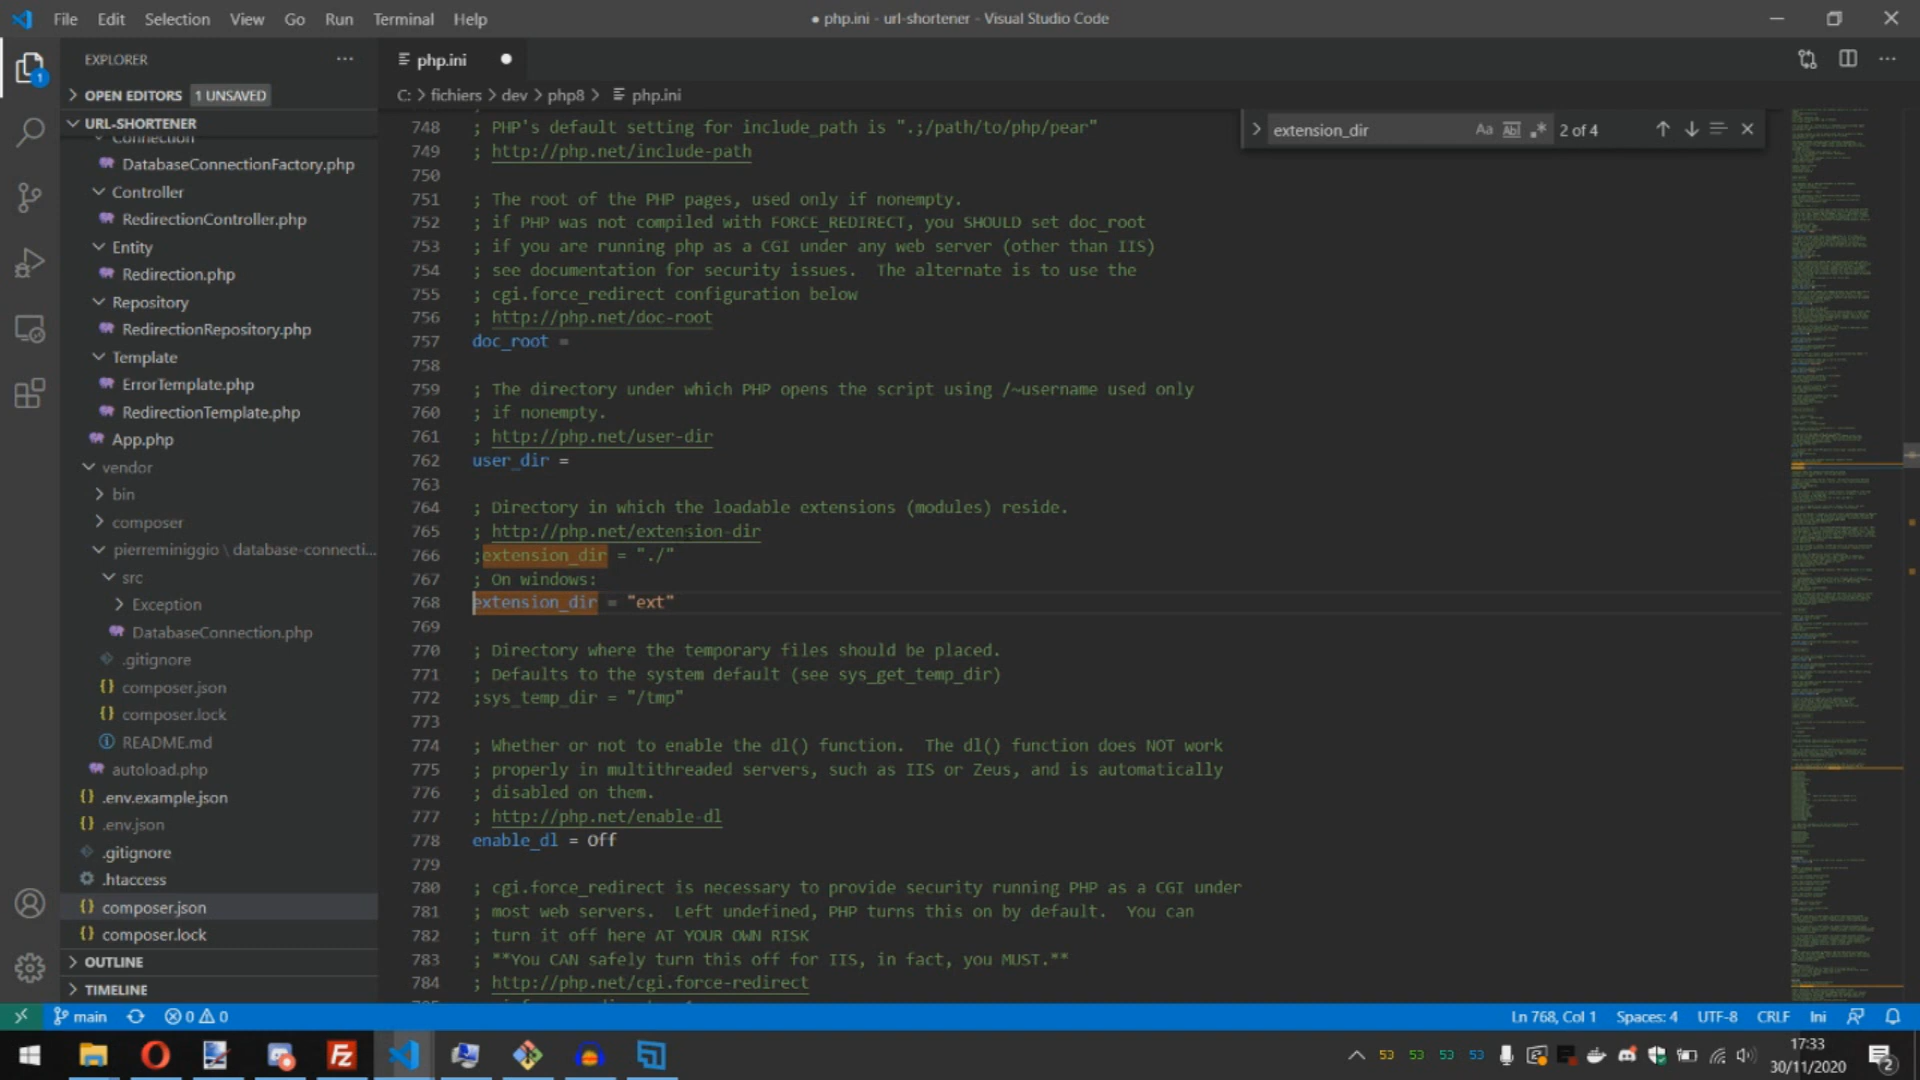 File Edit Selection View Go Run Terminal Help
● php.ini - url-shortener - Visual Studio Code
EXPLORER
php.ini
OPEN EDITORS 1 UNSAVED
C: > fichiers > dev > php8 > php.ini
URL-SHORTENER
Connection
DatabaseConnectionFactory.php
Controller
RedirectionController.php
Entity
Redirection.php
Repository
RedirectionRepository.php
Template
ErrorTemplate.php
RedirectionTemplate.php
App.php
vendor
bin
composer
pierreminiggio \ database-connecti...
src
Exception
DatabaseConnection.php
.gitignore
composer.json
composer.lock
README.md
autoload.php
.env.example.json
.env.json
.gitignore
.htaccess
composer.json
composer.lock
OUTLINE
TIMELINE
extension_dir Aa Abl .* 2 of 4
748 ; PHP's default setting for include_path is ".;/path/to/php/pear"
749 ; http://php.net/include-path
750
751 ; The root of the PHP pages, used only if nonempty.
752 ; if PHP was not compiled with FORCE_REDIRECT, you SHOULD set doc_root
753 ; if you are running php as a CGI under any web server (other than IIS)
754 ; see documentation for security issues.  The alternate is to use the
755 ; cgi.force_redirect configuration below
756 ; http://php.net/doc-root
757 doc_root =
758
759 ; The directory under which PHP opens the script using /~username used only
760 ; if nonempty.
761 ; http://php.net/user-dir
762 user_dir =
763
764 ; Directory in which the loadable extensions (modules) reside.
765 ; http://php.net/extension-dir
766 ;extension_dir = "./"
767 ; On windows:
768 extension_dir = "ext"
769
770 ; Directory where the temporary files should be placed.
771 ; Defaults to the system default (see sys_get_temp_dir)
772 ;sys_temp_dir = "/tmp"
773
774 ; Whether or not to enable the dl() function.  The dl() function does NOT work
775 ; properly in multithreaded servers, such as IIS or Zeus, and is automatically
776 ; disabled on them.
777 ; http://php.net/enable-dl
778 enable_dl = Off
779
780 ; cgi.force_redirect is necessary to provide security running PHP as a CGI under
781 ; most web servers.  Left undefined, PHP turns this on by default.  You can
782 ; turn it off here AT YOUR OWN RISK
783 ; **You CAN safely turn this off for IIS, in fact, you MUST.**
784 ; http://php.net/cgi.force-redirect
main 0 0 Ln 768, Col 1 Spaces: 4 UTF-8 CRLF Ini
53 53 53 53
17:33
30/11/2020
2